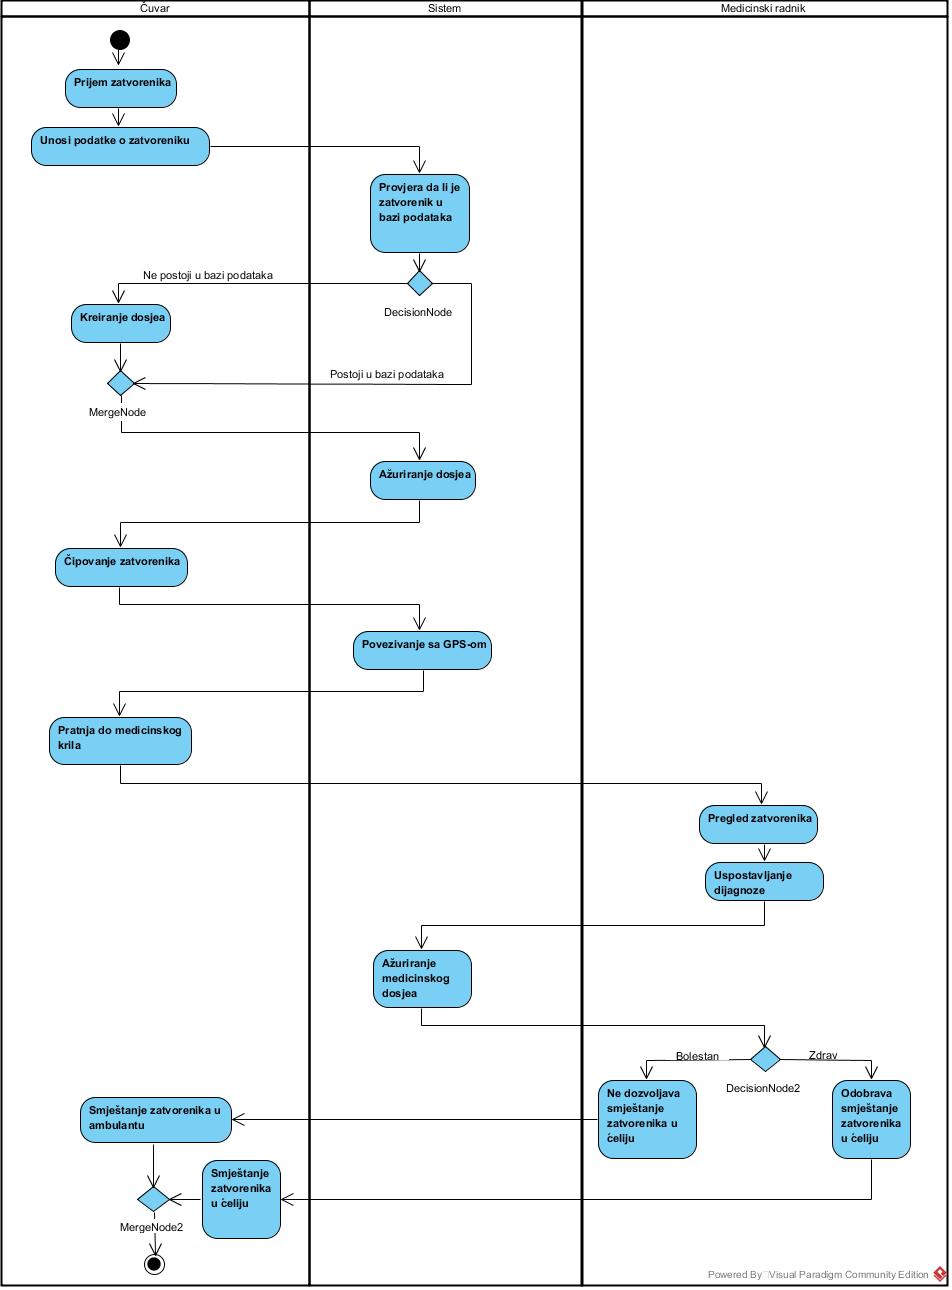 Čuvar
Sistem
Medicinski radnik
Prijem zatvorenika
Unosi podatke o zatvoreniku
Provjera da li je
zatvorenik u
bazi podataka
Ne postoji u bazi podataka
DecisionNode
Kreiranje dosjea
Postoji u bazi podataka
MergeNode
Ažuriranje dosjea
Čipovanje zatvorenika
Povezivanje sa GPS-om
Pratnja do medicinskog
krila
Pregled zatvorenika
Uspostavljanje
dijagnoze
Ažuriranje
medicinskog
dosjea
Bolestan
Zdrav
DecisionNode2
Ne dozvoljava
smještanje
zatvorenika u
ćeliju
Odobrava
smještanje
zatvorenika
u ćeliju
Smještanje zatvorenika u
ambulantu
Smještanje
zatvorenika
u ćeliju
MergeNode2
Powered By Visual Paradigm Community Edition